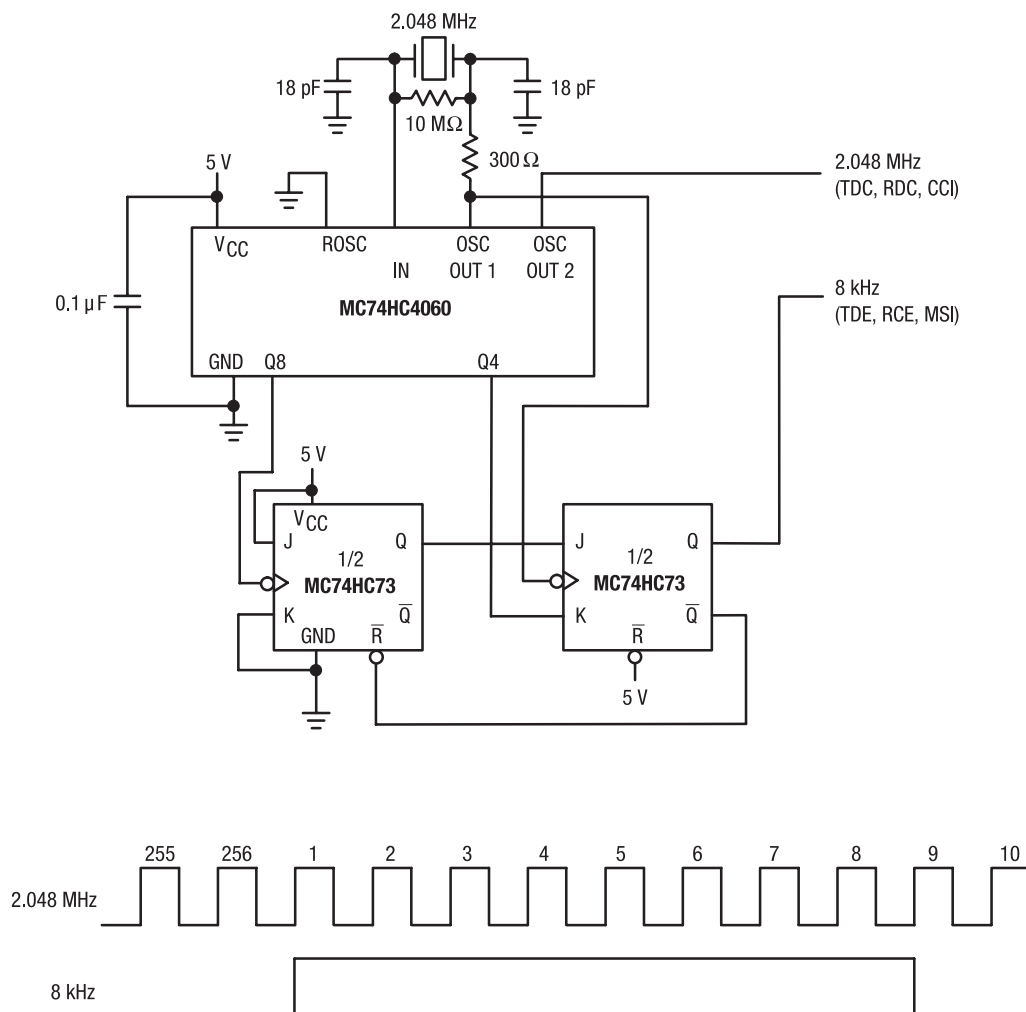 2.048 MHz
18 pF
18 pF
10 MΩ
300 Ω
5 V
2.048 MHz
(TDC, RDC, CCI)
VCC
ROSC
IN
OSC
OUT 1
OSC
OUT 2
8 kHz
(TDE, RCE, MSI)
0.1 µF
MC74HC4060
GND
Q8
Q4
5 V
VCC
J
Q
1/2
MC74HC73
K
Q̅
GND
R̅
J
Q
1/2
MC74HC73
K
Q̅
R̅
5 V
255 256 1 2 3 4 5 6 7 8 9 10
2.048 MHz
8 kHz